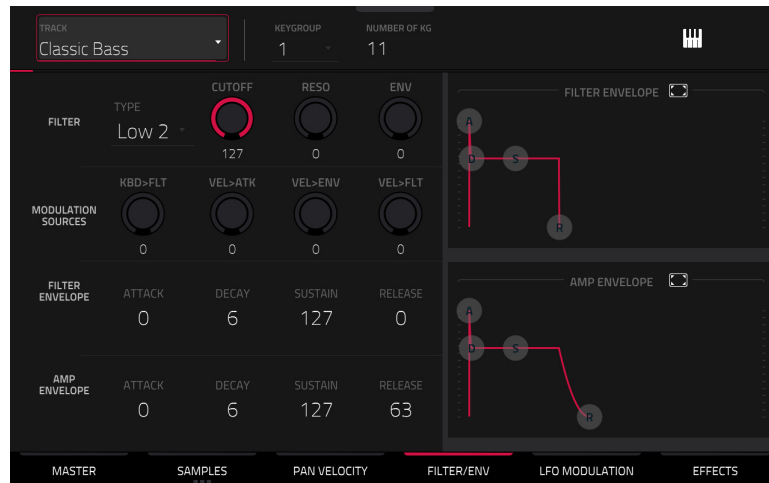 TRACK
Classic Bass
KEYGROUP
1
NUMBER OF KG
11
FILTER
TYPE
Low 2
CUTOFF
127
RESO
0
ENV
0
MODULATION
SOURCES
KBD>FLT
0
VEL>ATK
0
VEL>ENV
0
VEL>FLT
0
FILTER
ENVELOPE
ATTACK
0
DECAY
6
SUSTAIN
127
RELEASE
0
AMP
ENVELOPE
ATTACK
0
DECAY
6
SUSTAIN
127
RELEASE
63
FILTER ENVELOPE
A
D
S
R
AMP ENVELOPE
A
D
S
R
MASTER
SAMPLES
PAN VELOCITY
FILTER/ENV
LFO MODULATION
EFFECTS